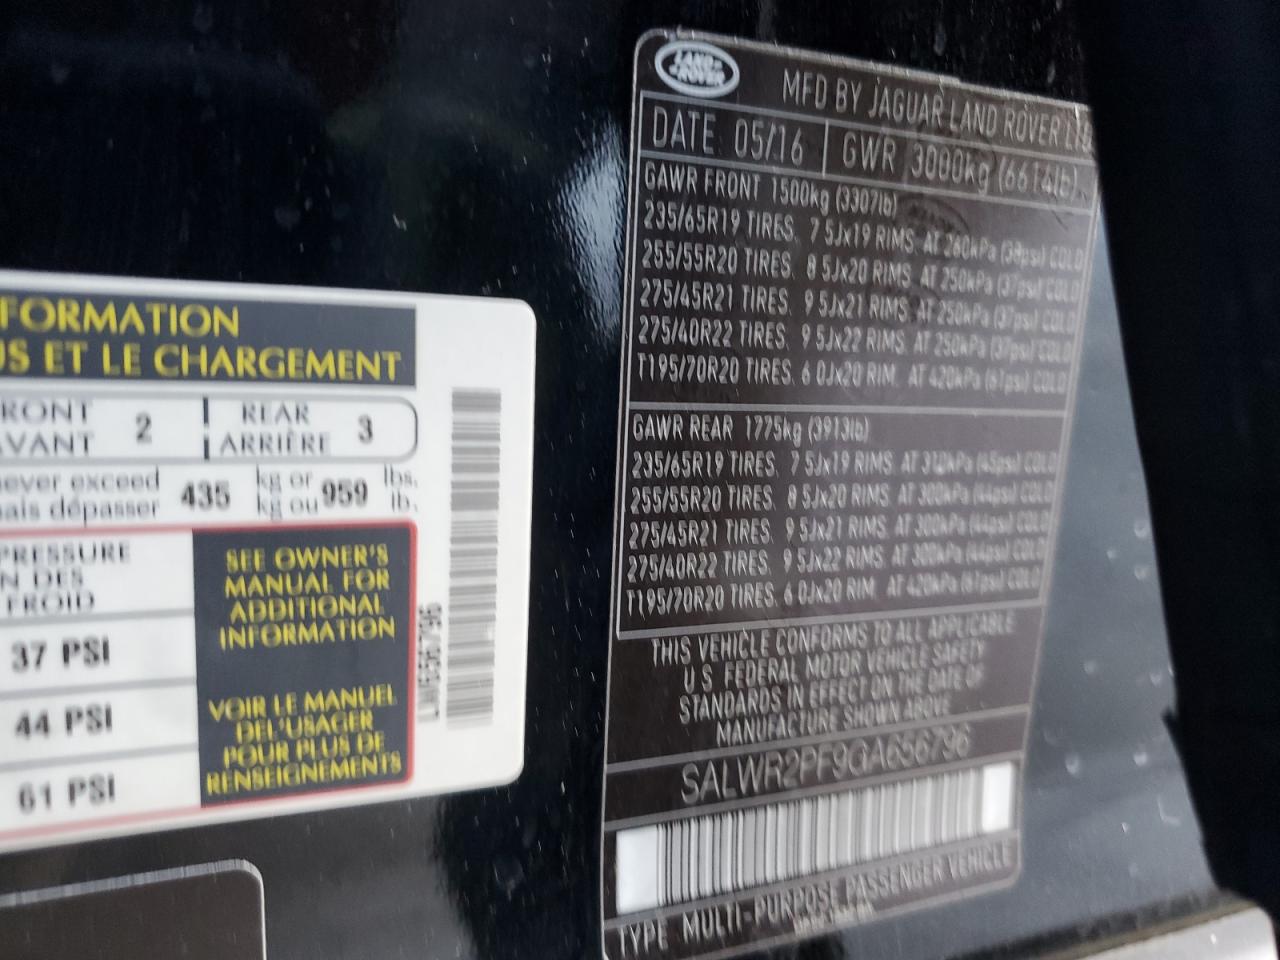 FORMATION
US ET LE CHARGEMENT
RONT 2 REAR 3
AVANT ARRIÈRE
never exceed 435 kg or 959 lbs.
mais dépasser kg ou lb.
PRESSURE
N DES
FROID
37 PSI
44 PSI
61 PSI
SEE OWNER'S
MANUAL FOR
ADDITIONAL
INFORMATION
VOIR LE MANUEL
DEL'USAGER
POUR PLUS DE
RENSEIGNEMENTS
LAND
ROVER
MFD BY JAGUAR LAND ROVER LTD
DATE 05/16 GWR 3000kg (6614lb)
GAWR FRONT 1500kg (3307lb)
235/65R19 TIRES. 7 5Jx19 RIMS. AT 260kPa (38psi) COLD
255/55R20 TIRES. 8 5Jx20 RIMS. AT 250kPa (37psi) COLD
275/45R21 TIRES. 9 5Jx21 RIMS. AT 250kPa (37psi) COLD
275/40R22 TIRES. 9 5Jx22 RIMS. AT 250kPa (37psi) COLD
T195/70R20 TIRES. 6 0Jx20 RIM. AT 420kPa (61psi) COLD
GAWR REAR 1775kg (3913lb)
235/65R19 TIRES. 7 5Jx19 RIMS. AT 310kPa (45psi) COLD
255/55R20 TIRES. 8 5Jx20 RIMS. AT 300kPa (44psi) COLD
275/45R21 TIRES. 9 5Jx21 RIMS. AT 300kPa (44psi) COLD
275/40R22 TIRES. 9 5Jx22 RIMS. AT 300kPa (44psi) COLD
T195/70R20 TIRES. 6 0Jx20 RIM. AT 420kPa (61psi) COLD
THIS VEHICLE CONFORMS TO ALL APPLICABLE
U S FEDERAL MOTOR VEHICLE SAFETY
STANDARDS IN EFFECT ON THE DATE OF
MANUFACTURE SHOWN ABOVE
SALWR2PF9GA656796
TYPE MULTI-PURPOSE PASSENGER VEHICLE